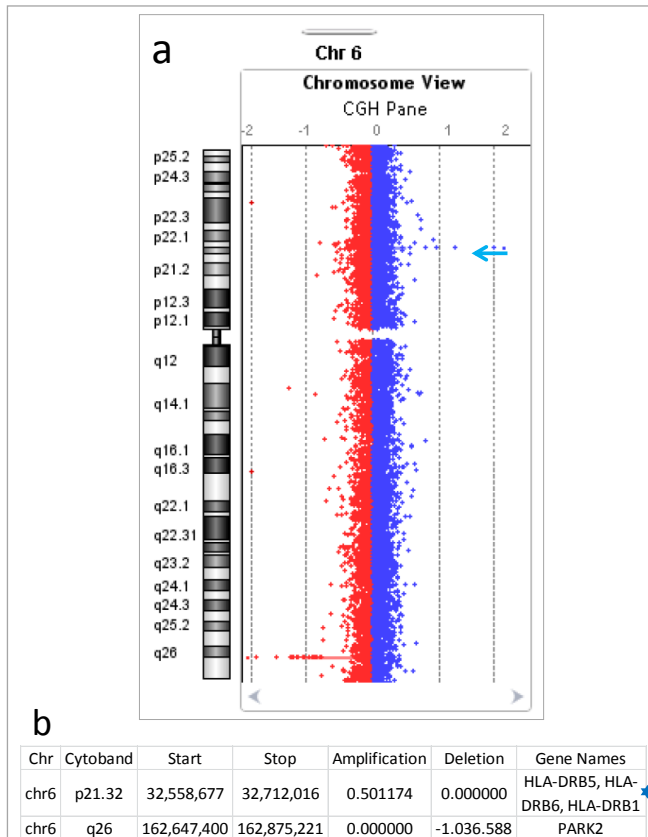 a
Chr 6
Chromosome View
CGH Pane
-2 -1 0 1 2
p25.2
p24.3
p22.3
p22.1
p21.2
p12.3
p12.1
q12
q14.1
q16.1
q16.3
q22.1
q22.31
q23.2
q24.1
q24.3
q25.2
q26
b
Chr Cytoband Start Stop Amplification Deletion Gene Names
chr6 p21.32 32,558,677 32,712,016 0.501174 0.000000 HLA-DRB5, HLA-
DRB6, HLA-DRB1
chr6 q26 162,647,400 162,875,221 0.000000 -1.036.588 PARK2